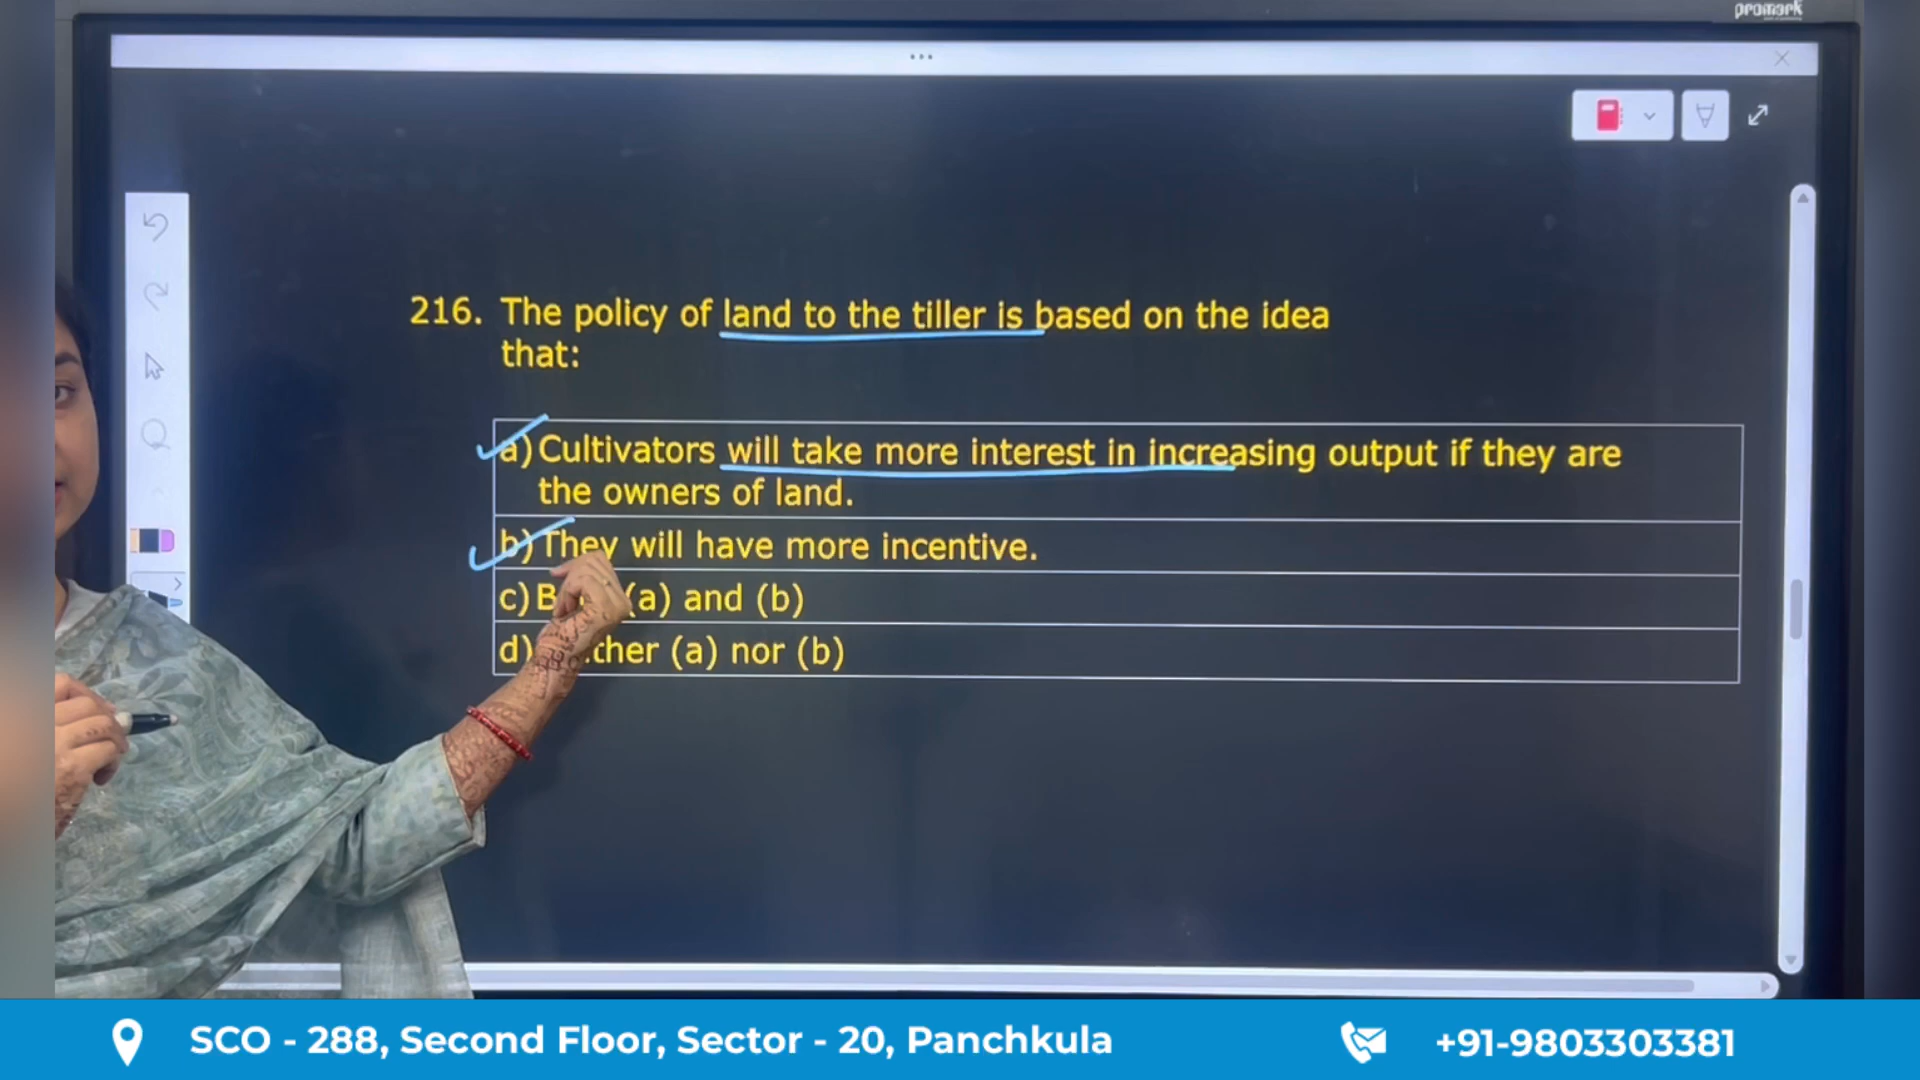 promark
216. The policy of land to the tiller is based on the idea
that:
a) Cultivators will take more interest in increasing output if they are
the owners of land.
b) They will have more incentive.
c) (a) and (b)
d) (a) nor (b)
SCO - 288, Second Floor, Sector - 20, Panchkula
+91-9803303381